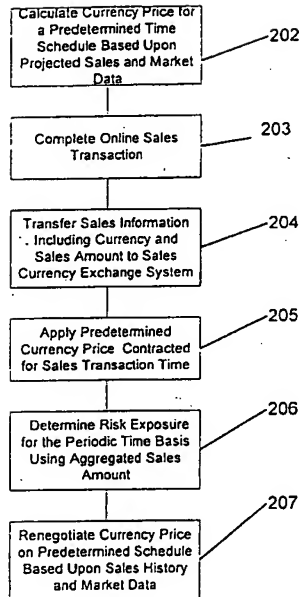 Calculate Currency Price for
a Predetermined Time
Schedule Based Upon
Projected Sales and Market
Data
202
Complete Online Sales
Transaction
203
Transfer Sales Information
Including Currency and
Sales Amount to Sales
Currency Exchange System
204
Apply Predetermined
Currency Price Contracted
for Sales Transaction Time
205
Determine Risk Exposure
for the Periodic Time Basis
Using Aggregated Sales
Amount
206
Renegotiate Currency Price
on Predetermined Schedule
Based Upon Sales History
and Market Data
207